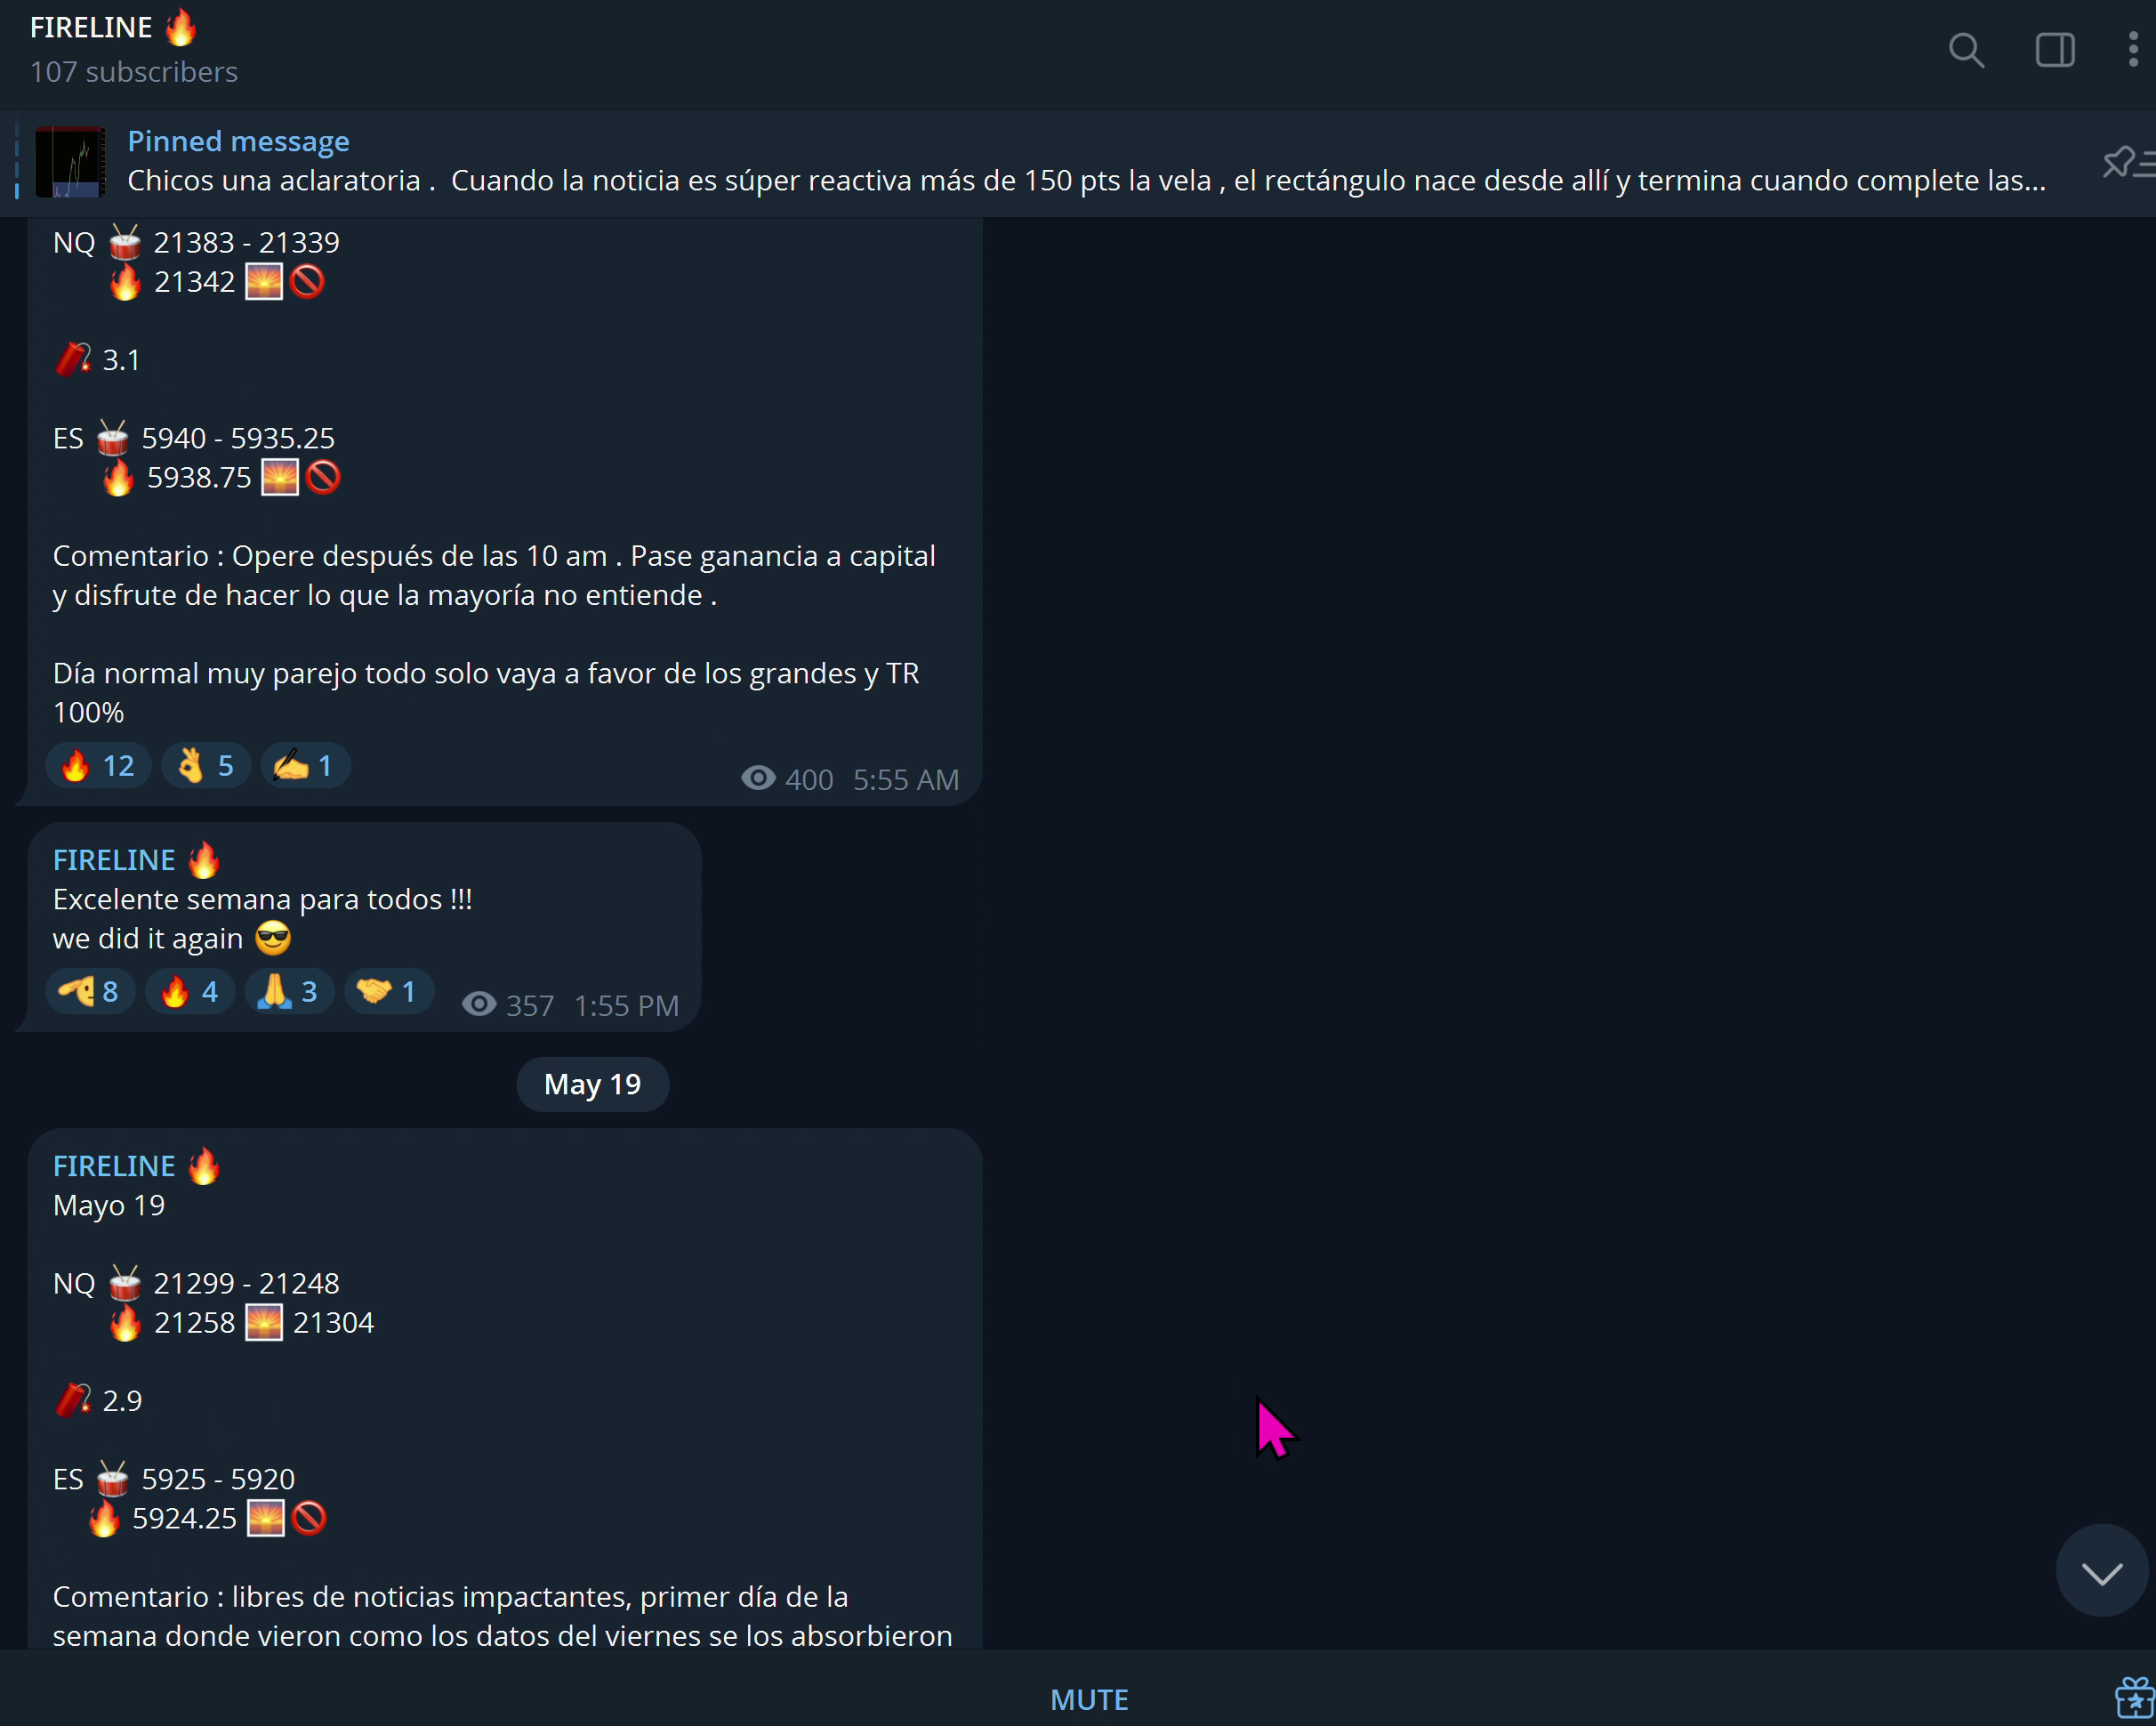 FIRELINE 🔥
107 subscribers
Pinned message
Chicos una aclaratoria .  Cuando la noticia es súper reactiva más de 150 pts la vela , el rectángulo nace desde allí y termina cuando complete las...
NQ 🥁 21383 - 21339
🔥 21342 🌅🚫
🧨 3.1
ES 🥁 5940 - 5935.25
🔥 5938.75 🌅🚫
Comentario : Opere después de las 10 am . Pase ganancia a capital
y disfrute de hacer lo que la mayoría no entiende .
Día normal muy parejo todo solo vaya a favor de los grandes y TR
100%
🔥 12 👌 5 ✍️ 1 400 5:55 AM
FIRELINE 🔥
Excelente semana para todos !!!
we did it again 😎
🫡 8 🔥 4 🙏 3 🤝 1 357 1:55 PM
May 19
FIRELINE 🔥
Mayo 19
NQ 🥁 21299 - 21248
🔥 21258 🌅 21304
🧨 2.9
ES 🥁 5925 - 5920
🔥 5924.25 🌅🚫
Comentario : libres de noticias impactantes, primer día de la
semana donde vieron como los datos del viernes se los absorbieron
MUTE